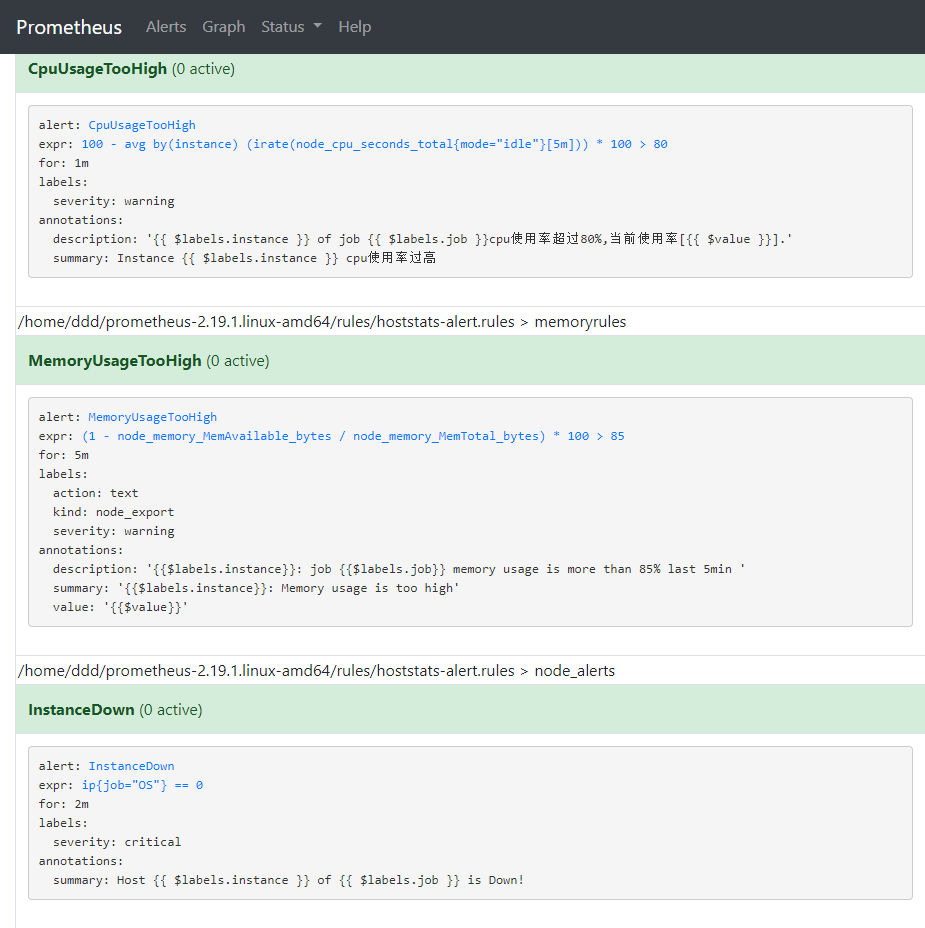 Prometheus Alerts Graph Status Help
CpuUsageTooHigh (0 active)
alert: CpuUsageTooHigh
expr: 100 - avg by(instance) (irate(node_cpu_seconds_total{mode="idle"}[5m])) * 100 > 80
for: 1m
labels:
  severity: warning
annotations:
  description: '{{ $labels.instance }} of job {{ $labels.job }}cpu使用率超过80%,当前使用率[{{ $value }}].'
  summary: Instance {{ $labels.instance }} cpu使用率过高
/home/ddd/prometheus-2.19.1.linux-amd64/rules/hoststats-alert.rules > memoryrules
MemoryUsageTooHigh (0 active)
alert: MemoryUsageTooHigh
expr: (1 - node_memory_MemAvailable_bytes / node_memory_MemTotal_bytes) * 100 > 85
for: 5m
labels:
  action: text
  kind: node_export
  severity: warning
annotations:
  description: '{{$labels.instance}}: job {{$labels.job}} memory usage is more than 85% last 5min '
  summary: '{{$labels.instance}}: Memory usage is too high'
  value: '{{$value}}'
/home/ddd/prometheus-2.19.1.linux-amd64/rules/hoststats-alert.rules > node_alerts
InstanceDown (0 active)
alert: InstanceDown
expr: ip{job="OS"} == 0
for: 2m
labels:
  severity: critical
annotations:
  summary: Host {{ $labels.instance }} of {{ $labels.job }} is Down!